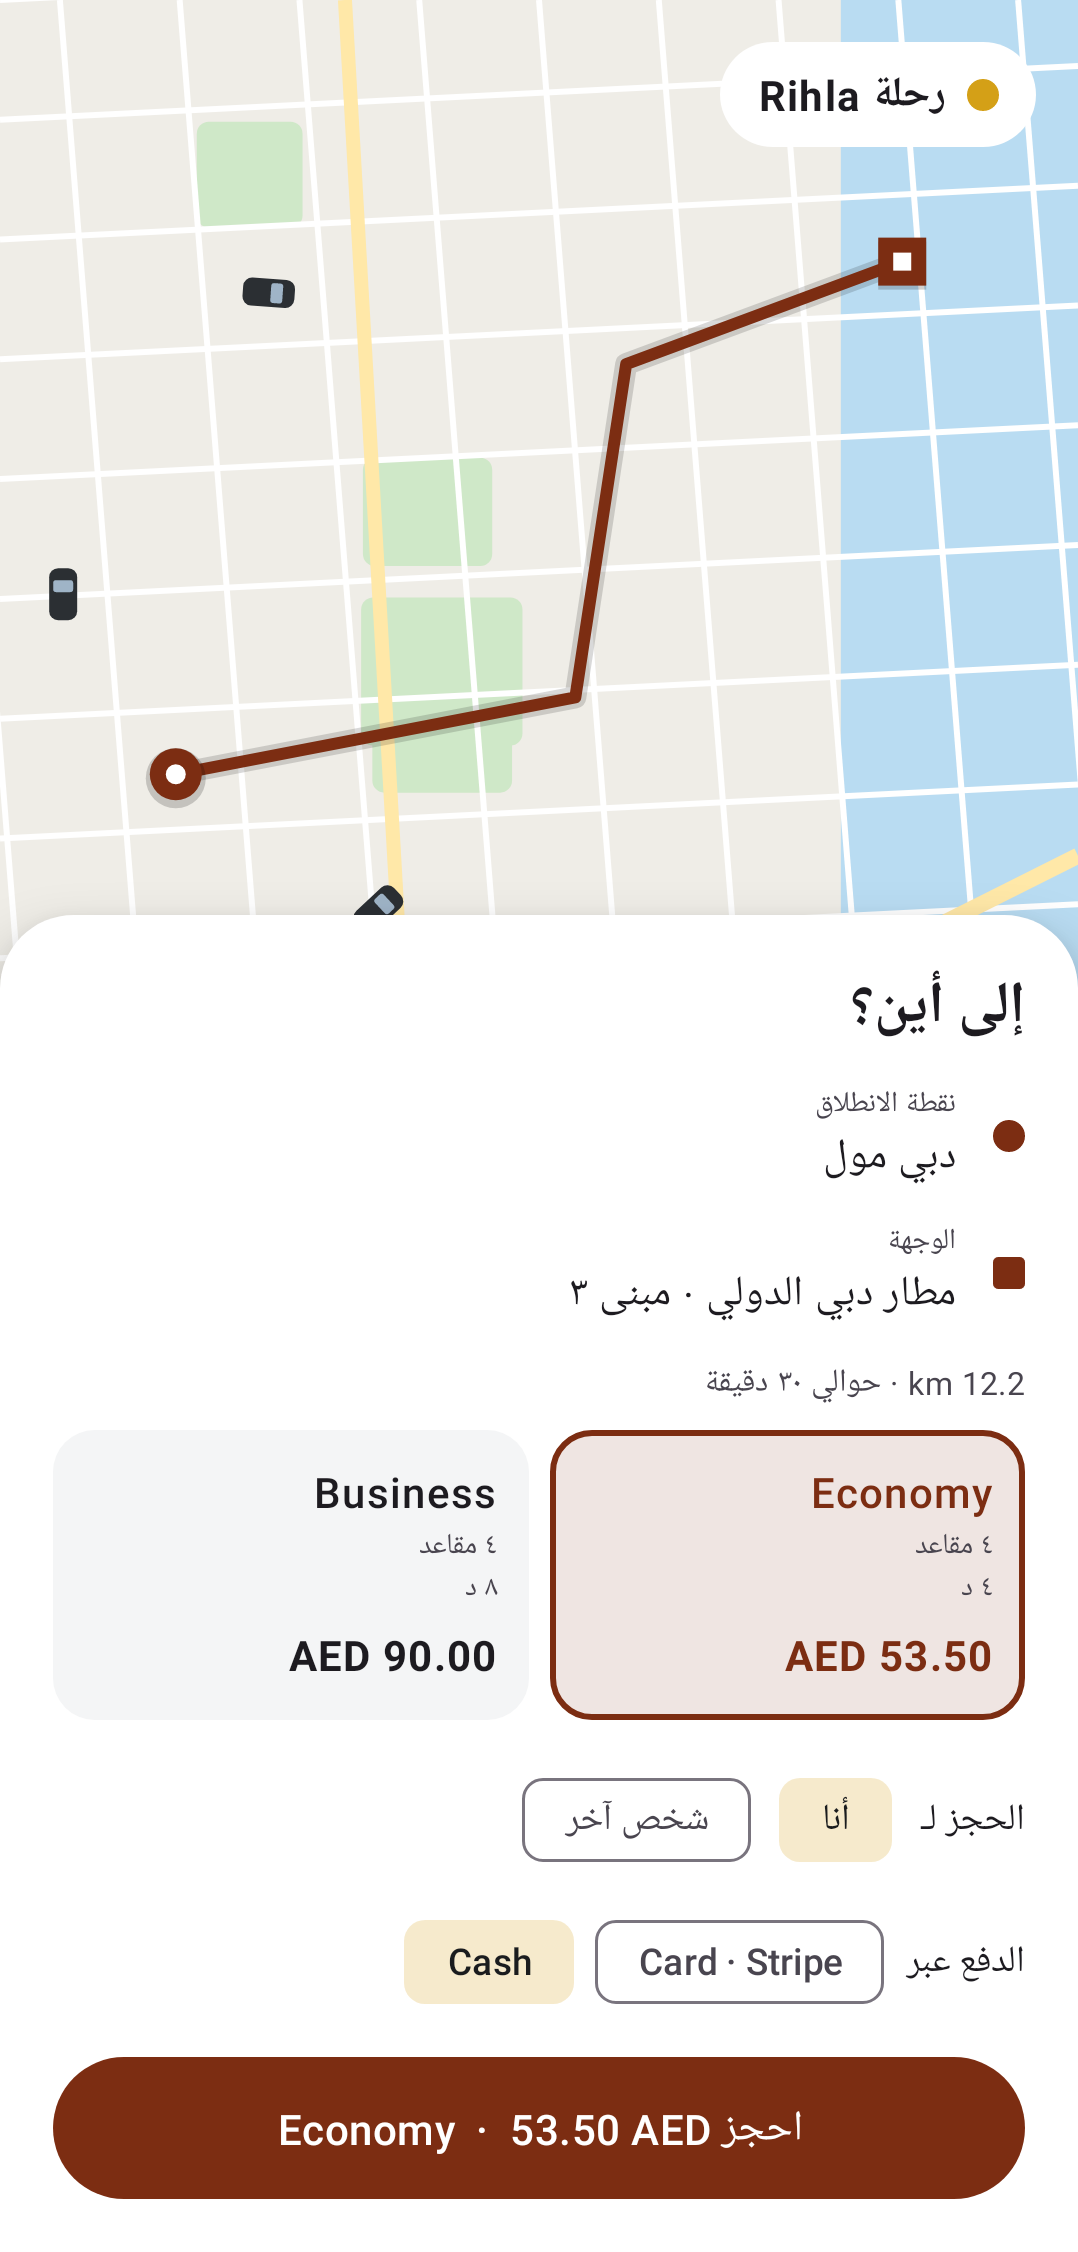 رحلة Rihla
إلى أين؟
نقطة الانطلاق
دبي مول
الوجهة
مطار دبي الدولي · مبنى ٣
12.2 km · حوالي ٣٠ دقيقة
Economy
٤ مقاعد
٤ د
AED 53.50
Business
٤ مقاعد
٨ د
AED 90.00
الحجز لـ أنا شخص آخر
الدفع عبر Card · Stripe Cash
احجز Economy · 53.50 AED